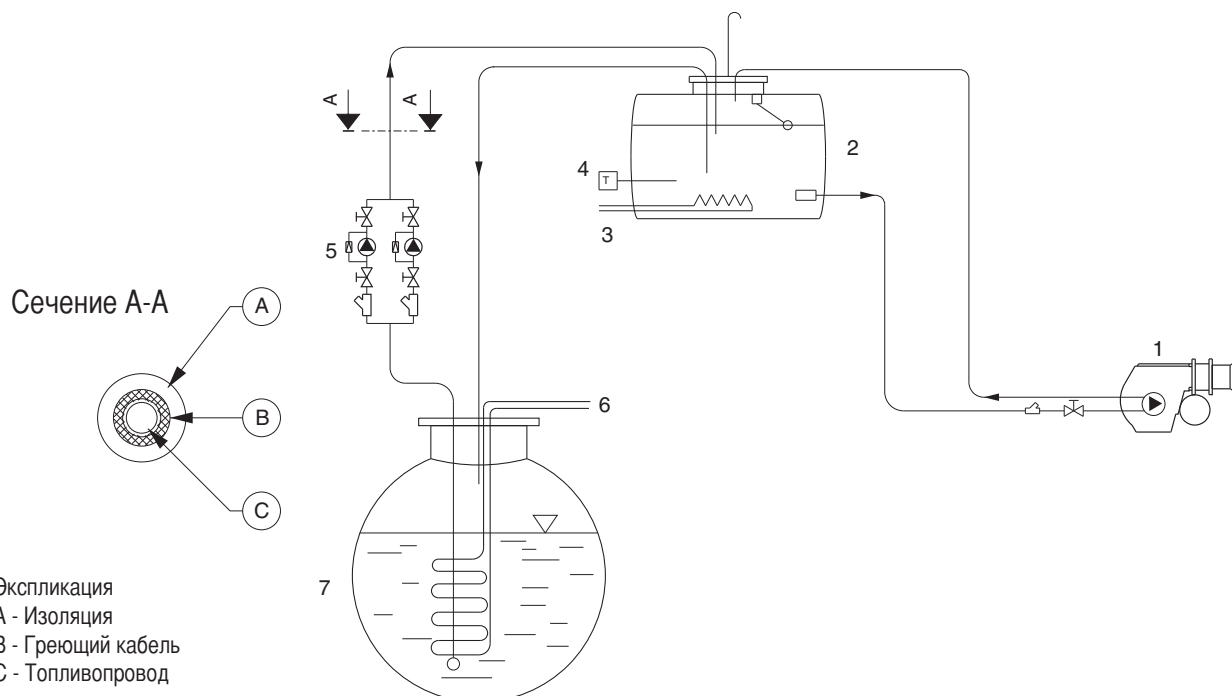 A A
2
4 T
3
5
Сечение А-А
A
1
6
B
C
7
Экспликация
А - Изоляция
В - Греющий кабель
С - Топливопровод